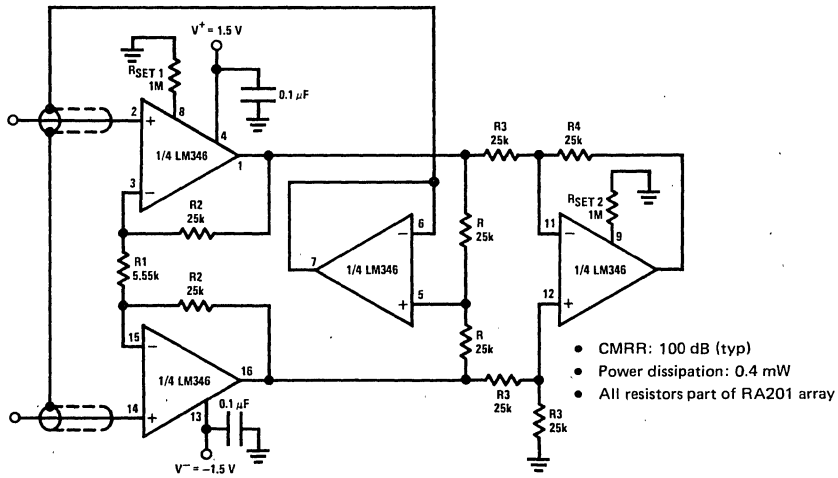 V+ = 1.5 V
RSET 1
1M
8
0.1 μF
2
+
4
1/4 LM346
1
3
−
R2
25k
R1
5.55k
R2
25k
15
−
1/4 LM346
16
14
+
13
0.1 μF
V− = −1.5 V
R3
25k
R4
25k
6
−
R
25k
7
1/4 LM346
5
+
R
25k
RSET 2
1M
11
−
9
1/4 LM346
12
+
R3
25k
R3
25k
• CMRR: 100 dB (typ)
• Power dissipation: 0.4 mW
• All resistors part of RA201 array